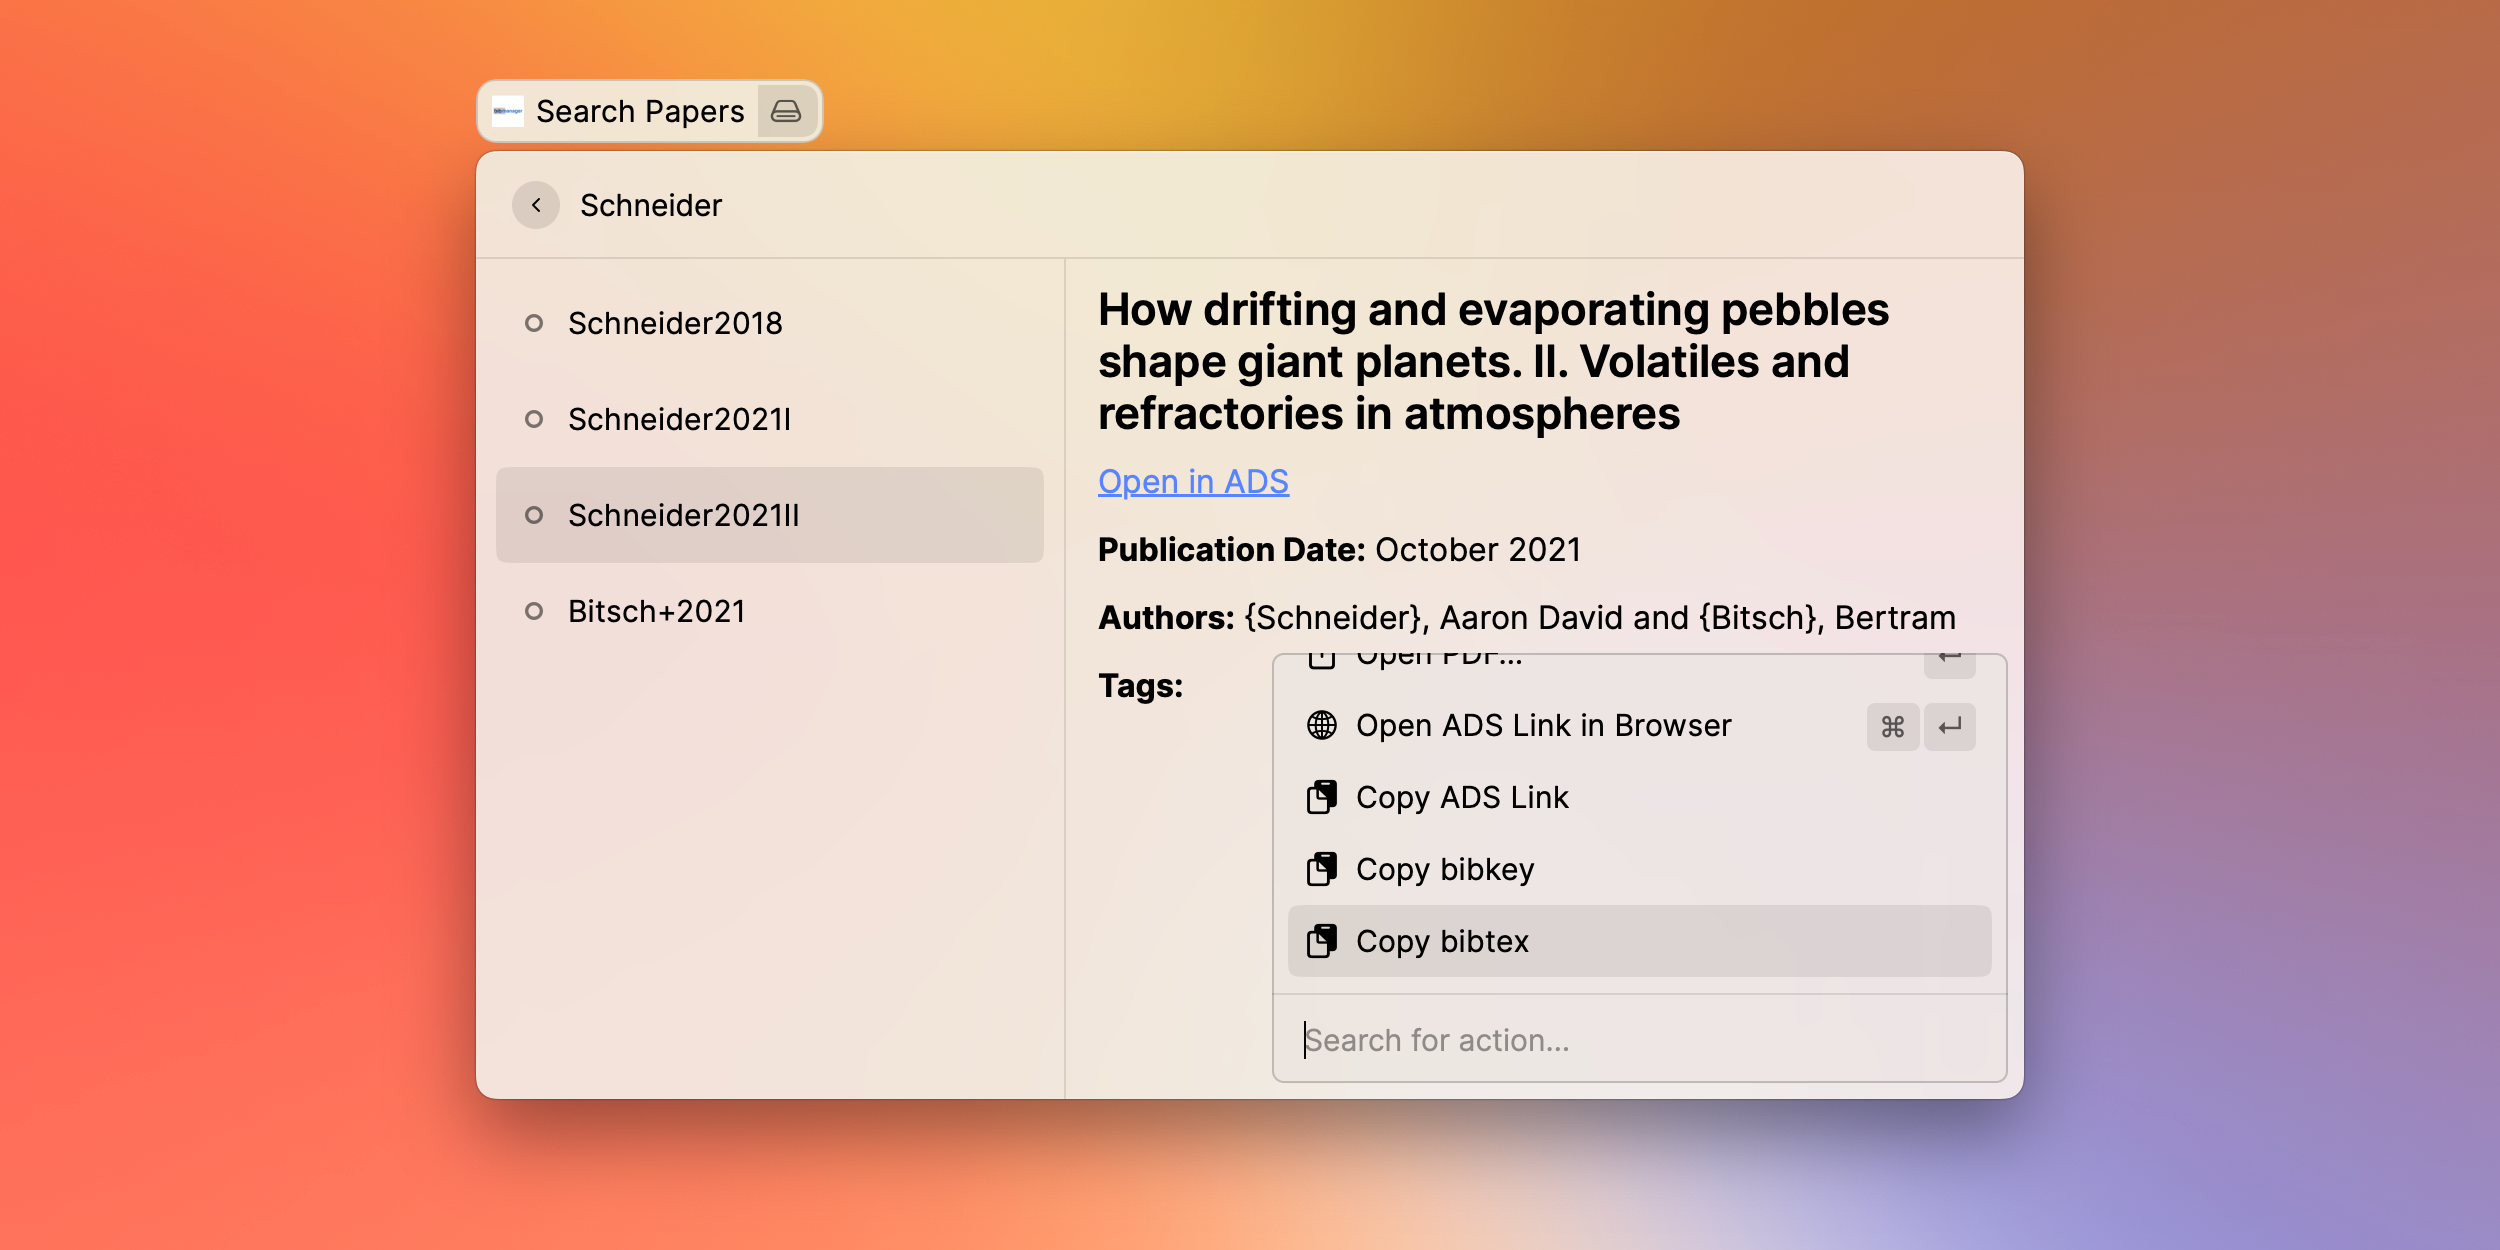 Search Papers
Schneider
Schneider2018
Schneider2021I
Schneider2021II
Bitsch+2021
How drifting and evaporating pebbles
shape giant planets. II. Volatiles and
refractories in atmospheres
Open in ADS
Publication Date: October 2021
Authors: {Schneider}, Aaron David and {Bitsch}, Bertram
Tags:
Open PDF...
Open ADS Link in Browser ⌘ ↵
Copy ADS Link
Copy bibkey
Copy bibtex
Search for action...